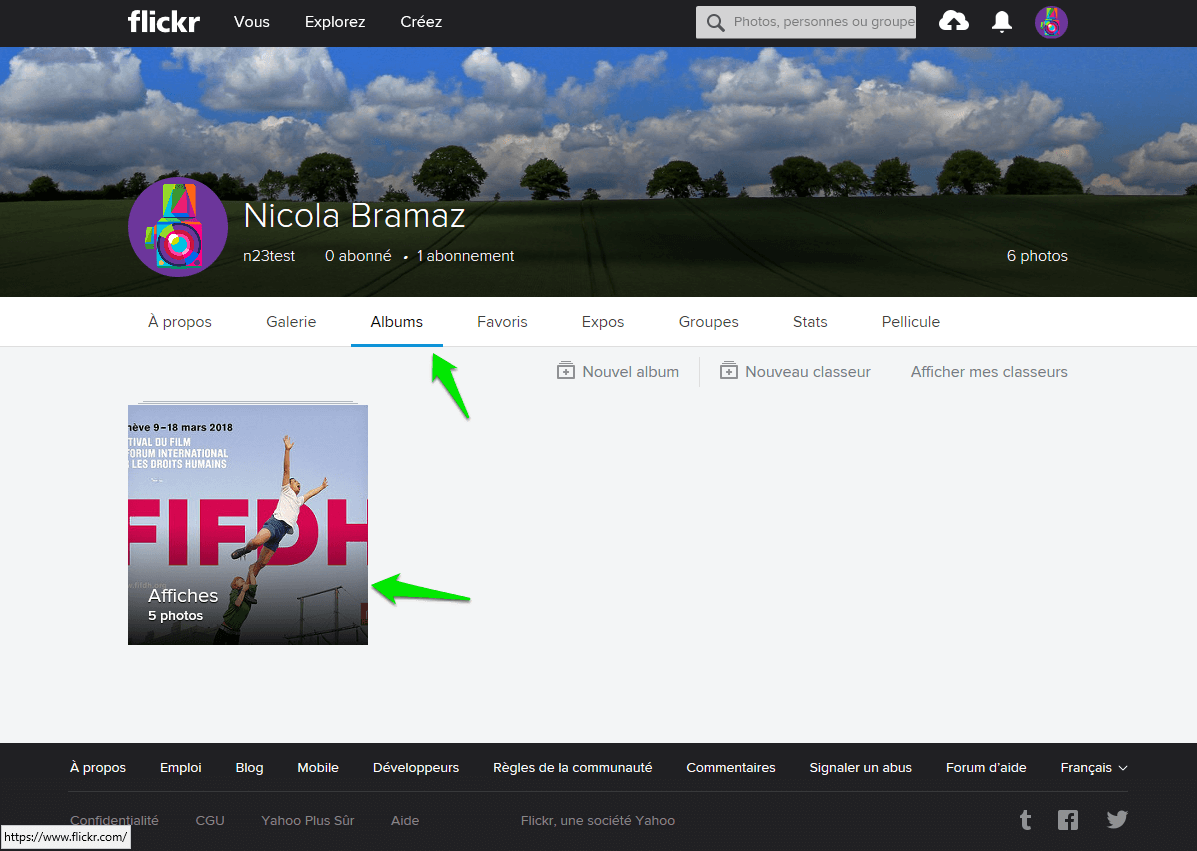 flickr Vous Explorez Créez Photos, personnes ou groupe
Nicola Bramaz
n23test 0 abonné • 1 abonnement 6 photos
À propos Galerie Albums Favoris Expos Groupes Stats Pellicule
Nouvel album Nouveau classeur Afficher mes classeurs
nève 9–18 mars 2018
TIVAL DU FILM
FORUM INTERNATIONAL
LES DROITS HUMAINS
FIFDH
Affiches
5 photos
À propos Emploi Blog Mobile Développeurs Règles de la communauté Commentaires Signaler un abus Forum d'aide Français
Confidentialité CGU Yahoo Plus Sûr Aide Flickr, une société Yahoo
https://www.flickr.com/